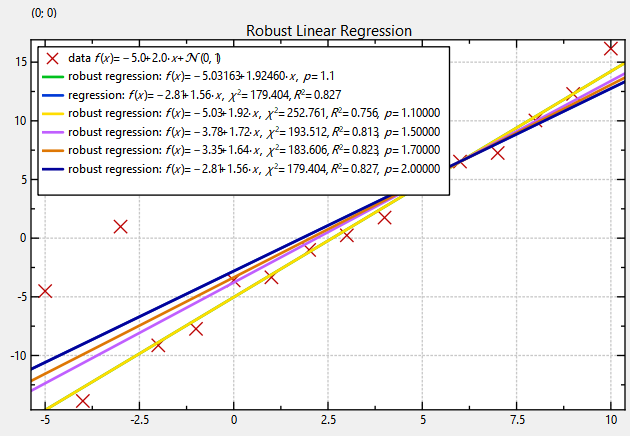 (0; 0)
Robust Linear Regression
data f(x)= −5.0+2.0·x+𝒩(0, 1)
robust regression: f(x)= −5.03163+1.92460·x, p= 1.1
regression: f(x)= −2.81+1.56·x, χ²= 179.404, R²= 0.827
robust regression: f(x)= −5.03+1.92·x, χ²= 252.761, R²= 0.756, p= 1.10000
robust regression: f(x)= −3.78+1.72·x, χ²= 193.512, R²= 0.813, p= 1.50000
robust regression: f(x)= −3.35+1.64·x, χ²= 183.606, R²= 0.823, p= 1.70000
robust regression: f(x)= −2.81+1.56·x, χ²= 179.404, R²= 0.827, p= 2.00000
15
10
5
0
-5
-10
-5 -2.5 0 2.5 5 7.5 10